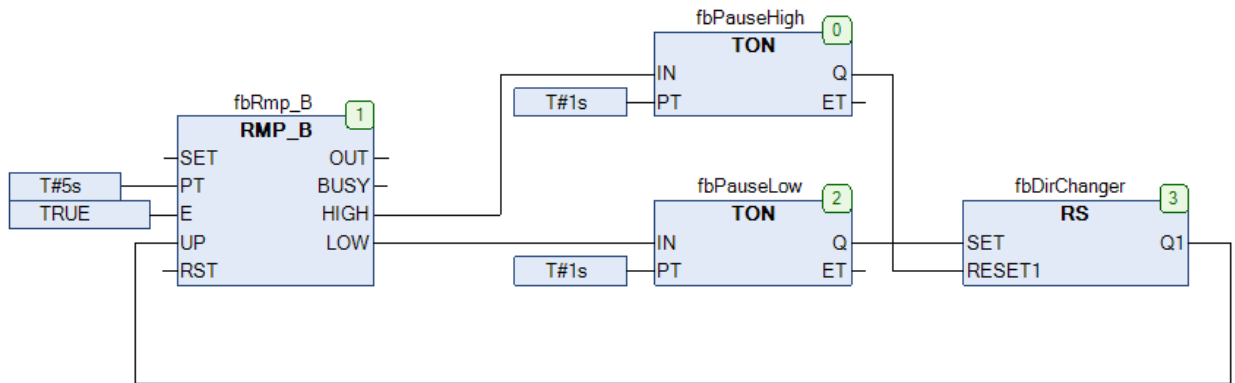 fbPauseHigh
0
TON
IN Q
T#1s PT ET
fbRmp_B
1
RMP_B
SET OUT
T#5s PT BUSY
TRUE E HIGH
UP LOW
RST
fbPauseLow
2
TON
IN Q
T#1s PT ET
fbDirChanger
3
RS
SET Q1
RESET1